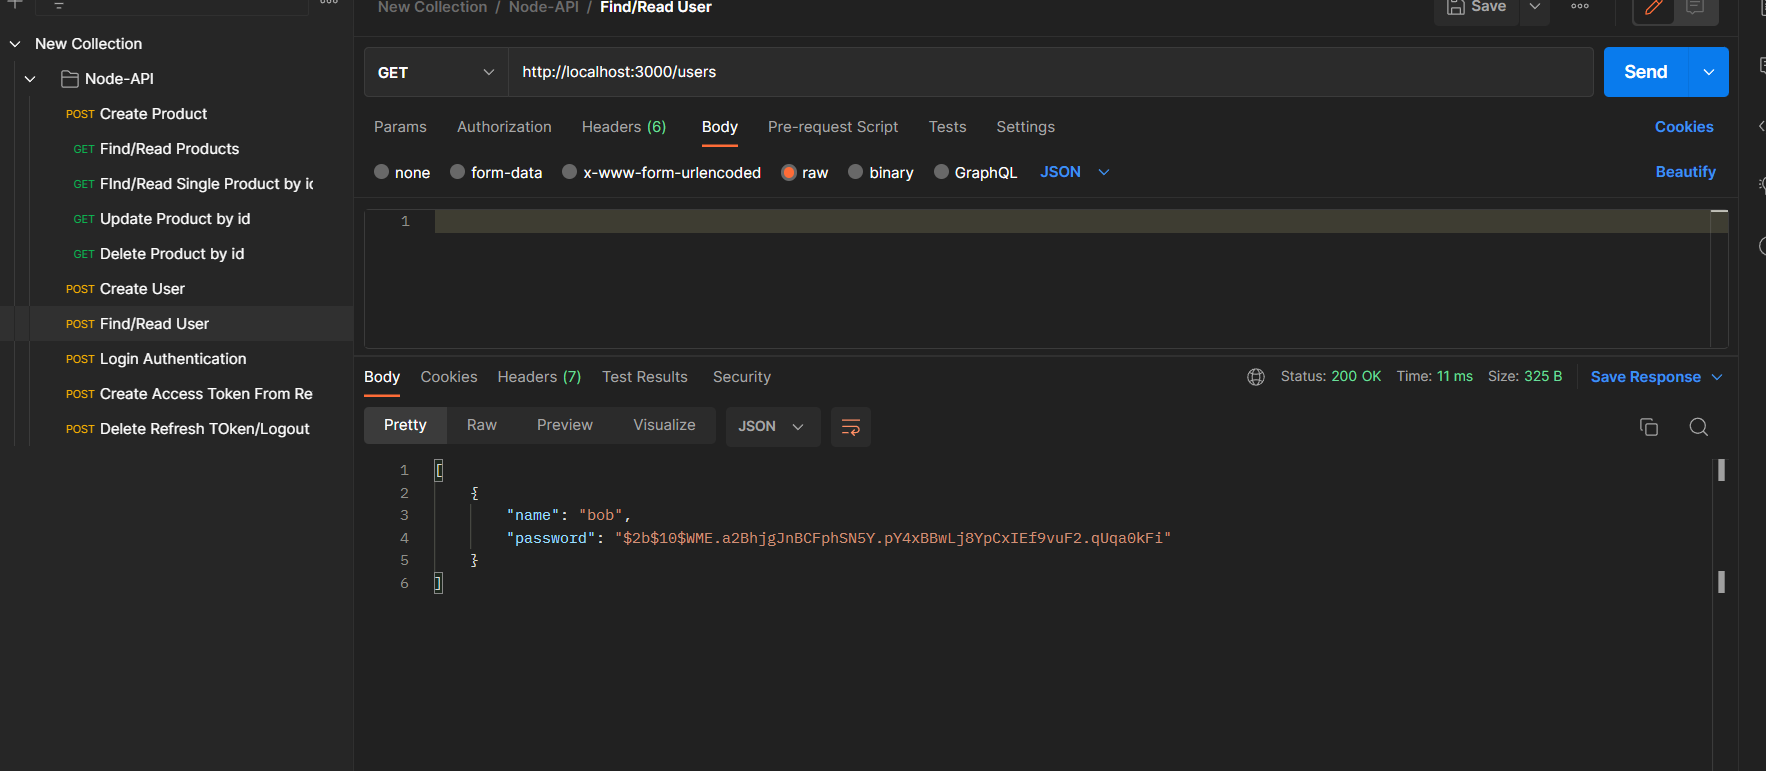 New Collection / Node-API / Find/Read User
Save
New Collection
Node-API
POST Create Product
GET Find/Read Products
GET FInd/Read Single Product by id
GET Update Product by id
GET Delete Product by id
POST Create User
POST Find/Read User
POST Login Authentication
POST Create Access Token From Re
POST Delete Refresh TOken/Logout
GET http://localhost:3000/users Send
Params Authorization Headers (6) Body Pre-request Script Tests Settings Cookies
none form-data x-www-form-urlencoded raw binary GraphQL JSON Beautify
1
Body Cookies Headers (7) Test Results Security Status: 200 OK Time: 11 ms Size: 325 B Save Response
Pretty Raw Preview Visualize JSON
1 [
2 {
3 "name": "bob",
4 "password": "$2b$10$WME.a2BhjgJnBCFphSN5Y.pY4xBBwLj8YpCxIEf9vuF2.qUqa0kFi"
5 }
6 ]